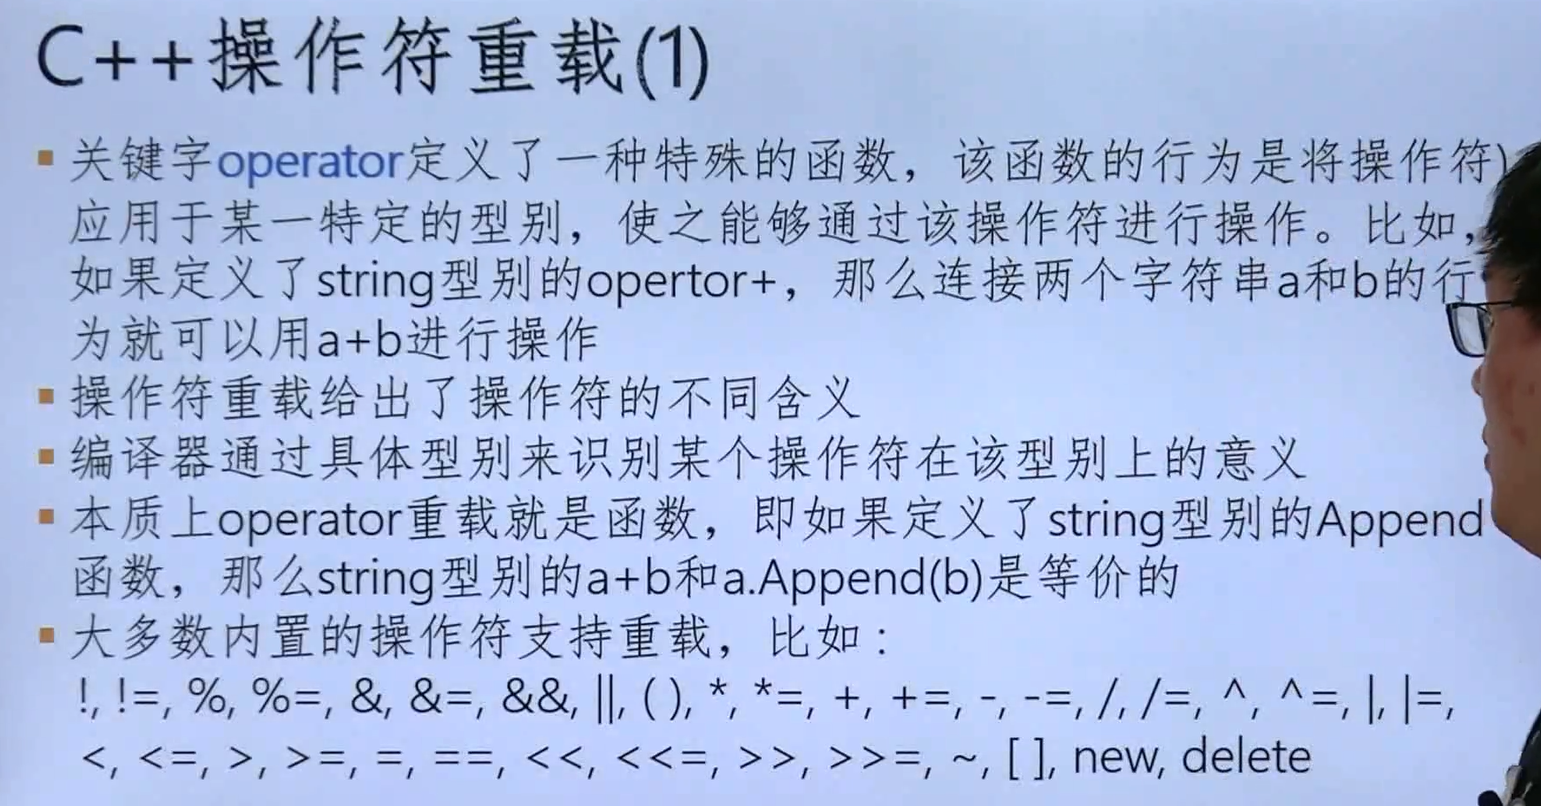 C++操作符重载(1)
▪ 关键字operator定义了一种特殊的函数，该函数的行为是将操作符)
应用于某一特定的型别，使之能够通过该操作符进行操作。比如，
如果定义了string型别的opertor+，那么连接两个字符串a和b的行
为就可以用a+b进行操作
▪ 操作符重载给出了操作符的不同含义
▪ 编译器通过具体型别来识别某个操作符在该型别上的意义
▪ 本质上operator重载就是函数，即如果定义了string型别的Append
函数，那么string型别的a+b和a.Append(b)是等价的
▪ 大多数内置的操作符支持重载，比如：
!, !=, %, %=, &, &=, &&, ||, ( ), *, *=, +, +=, -, -=, /, /=, ^, ^=, |, |=,
<, <=, >, >=, =, ==, <<, <<=, >>, >>=, ~, [ ], new, delete